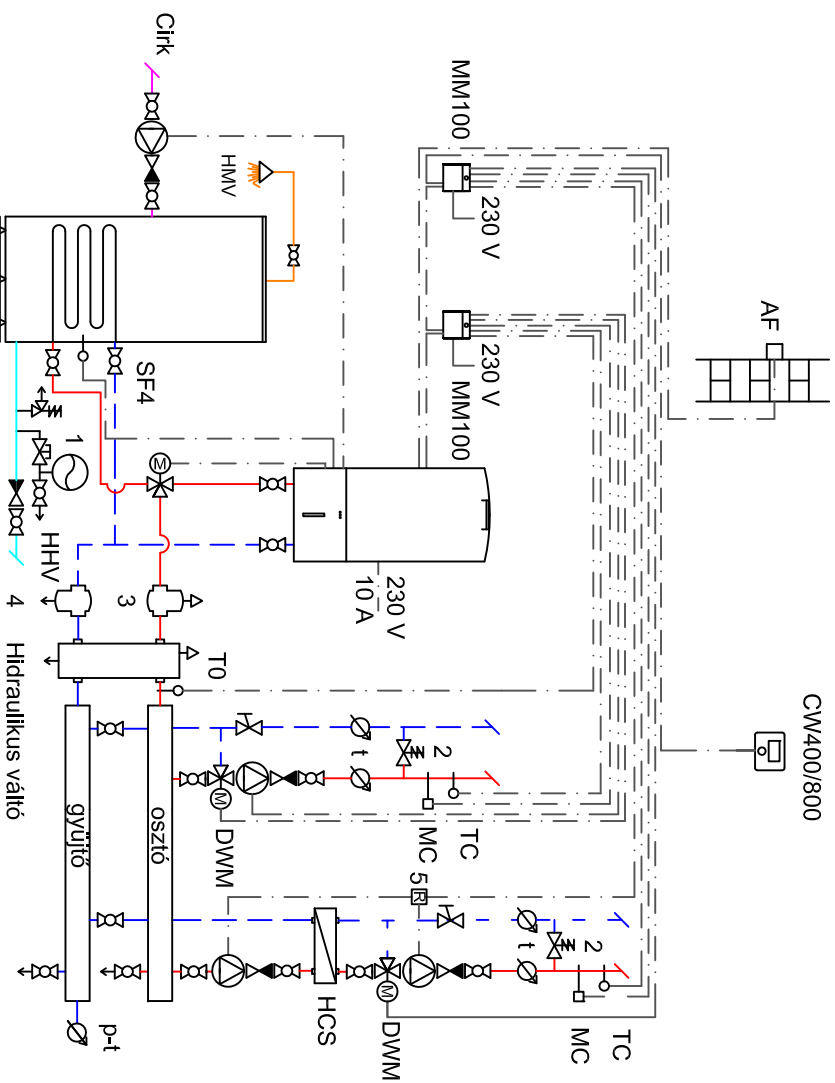 Cirk
MM100
HMV
230 V
230 V
MM100
AF
CW400/800
SF4
1
HHV
M
230 V
10 A
4
3
Hidraulikus váltó
T0
gyüjtő
osztó
t
2
M
DWM
MC
TC
5
R
HCS
t
2
M
DWM
MC
TC
p-t